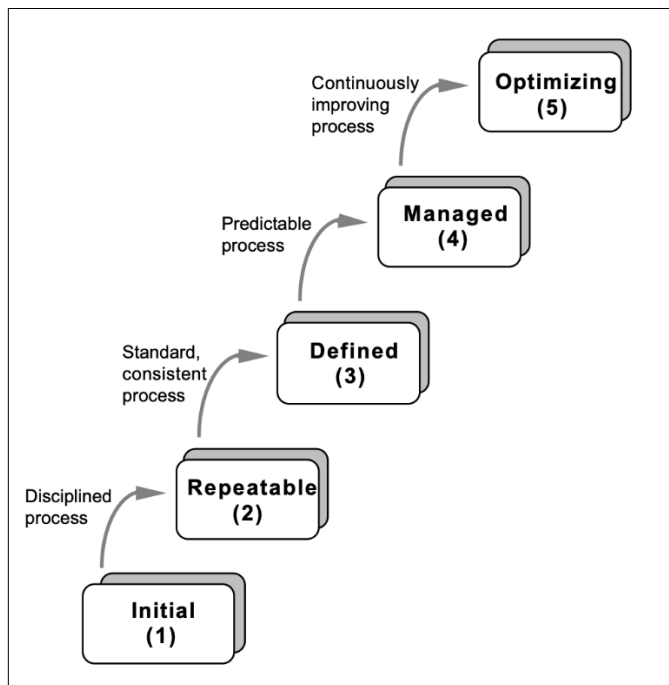 Continuously
improving
process
Optimizing
(5)
Predictable
process
Managed
(4)
Standard,
consistent
process
Defined
(3)
Disciplined
process
Repeatable
(2)
Initial
(1)